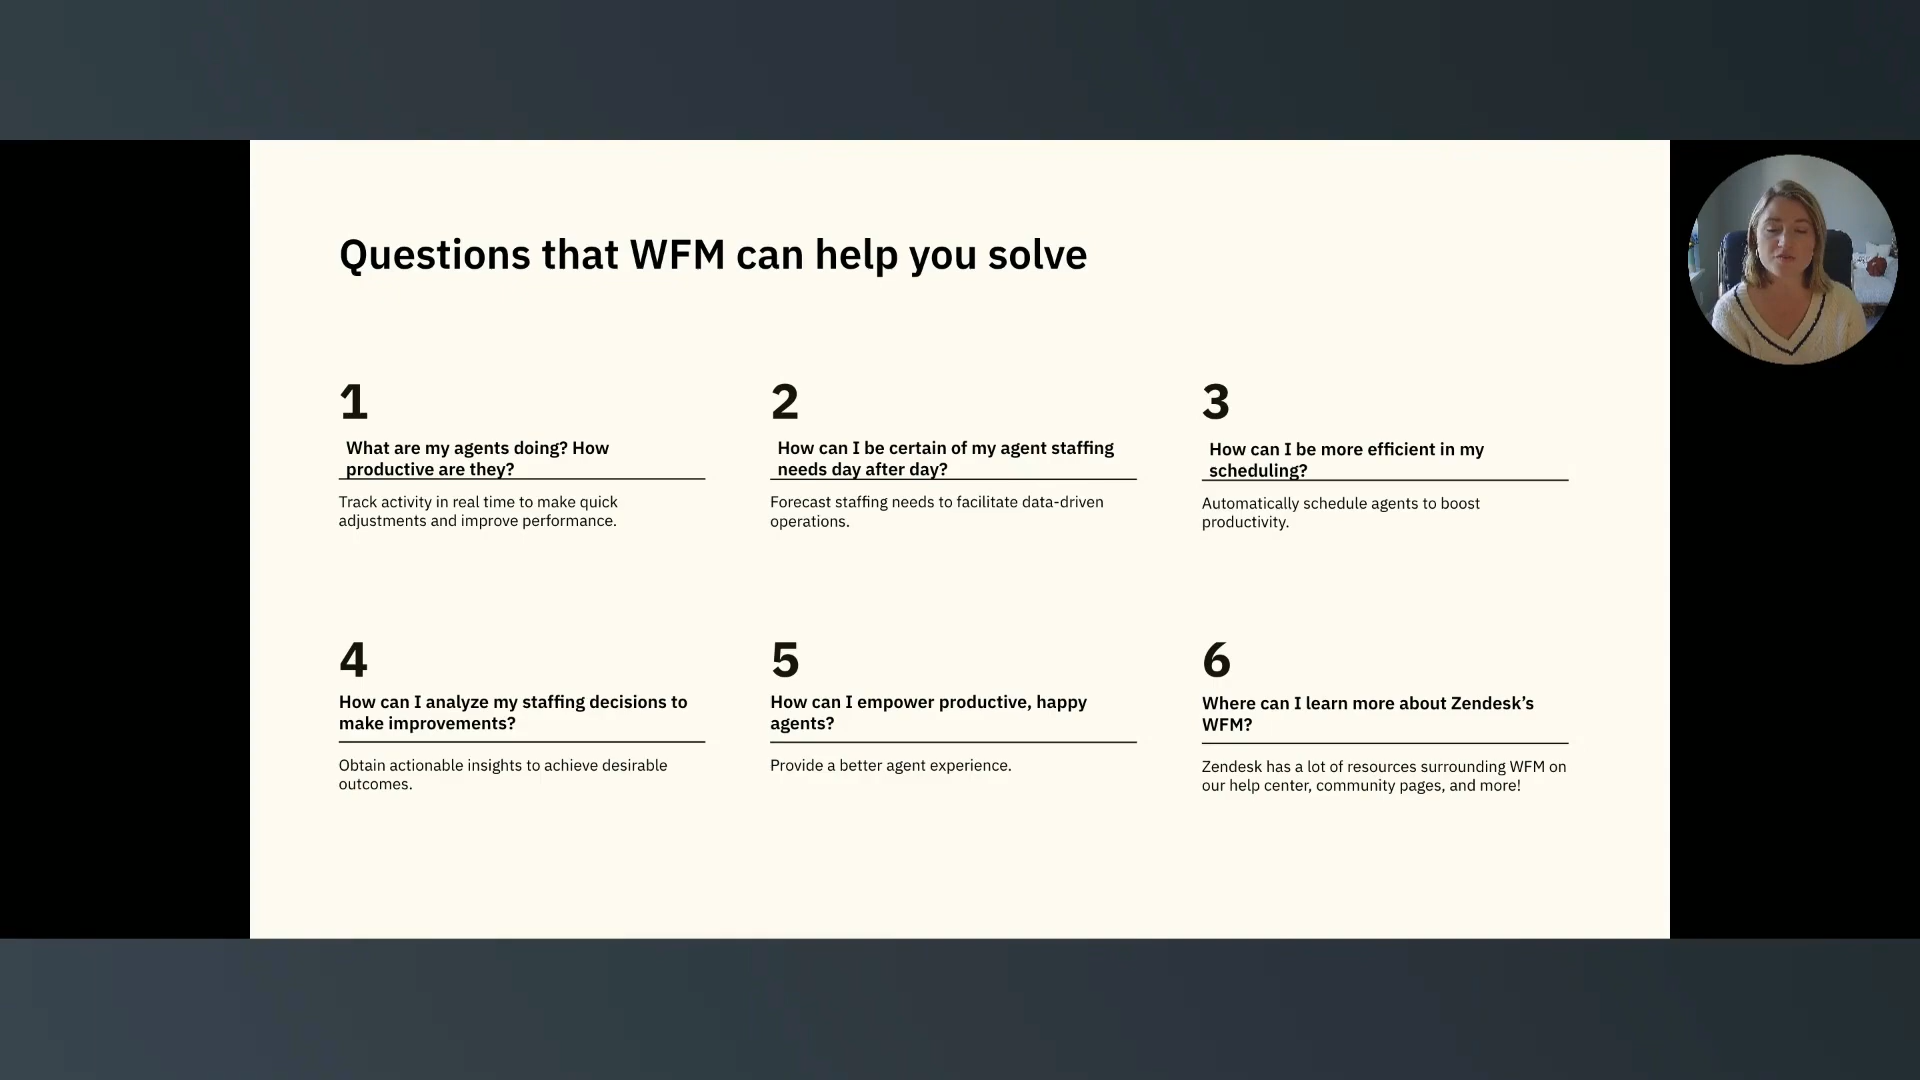 Questions that WFM can help you solve
1
What are my agents doing? How
productive are they?
Track activity in real time to make quick
adjustments and improve performance.
2
How can I be certain of my agent staffing
needs day after day?
Forecast staffing needs to facilitate data-driven
operations.
3
How can I be more efficient in my
scheduling?
Automatically schedule agents to boost
productivity.
4
How can I analyze my staffing decisions to
make improvements?
Obtain actionable insights to achieve desirable
outcomes.
5
How can I empower productive, happy
agents?
Provide a better agent experience.
6
Where can I learn more about Zendesk’s
WFM?
Zendesk has a lot of resources surrounding WFM on
our help center, community pages, and more!